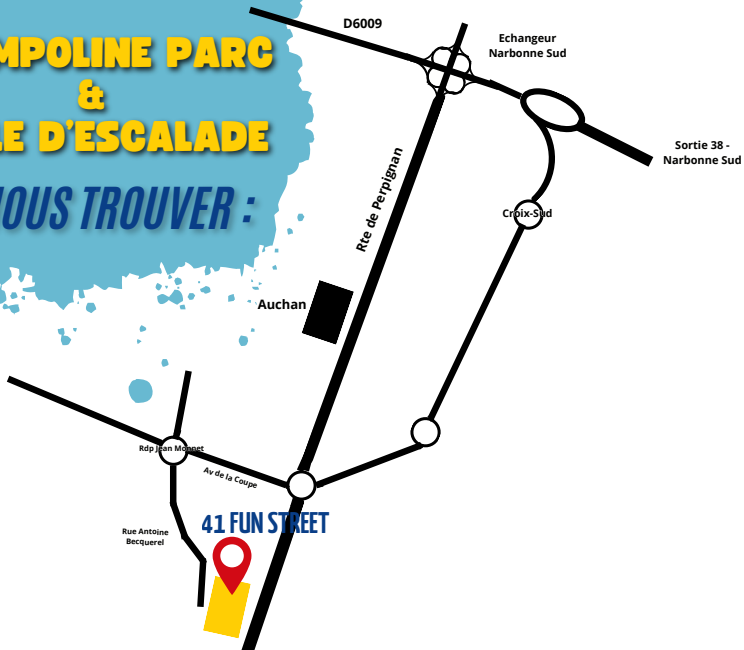 MPOLINE PARC
&
LE D'ESCALADE
NOUS TROUVER :
D6009
Echangeur
Narbonne Sud
Sortie 38 -
Narbonne Sud
Rte de Perpignan
Croix-Sud
Auchan
Rdp Jean Monnet
Av de la Coupe
41 FUN STREET
Rue Antoine
Becquerel